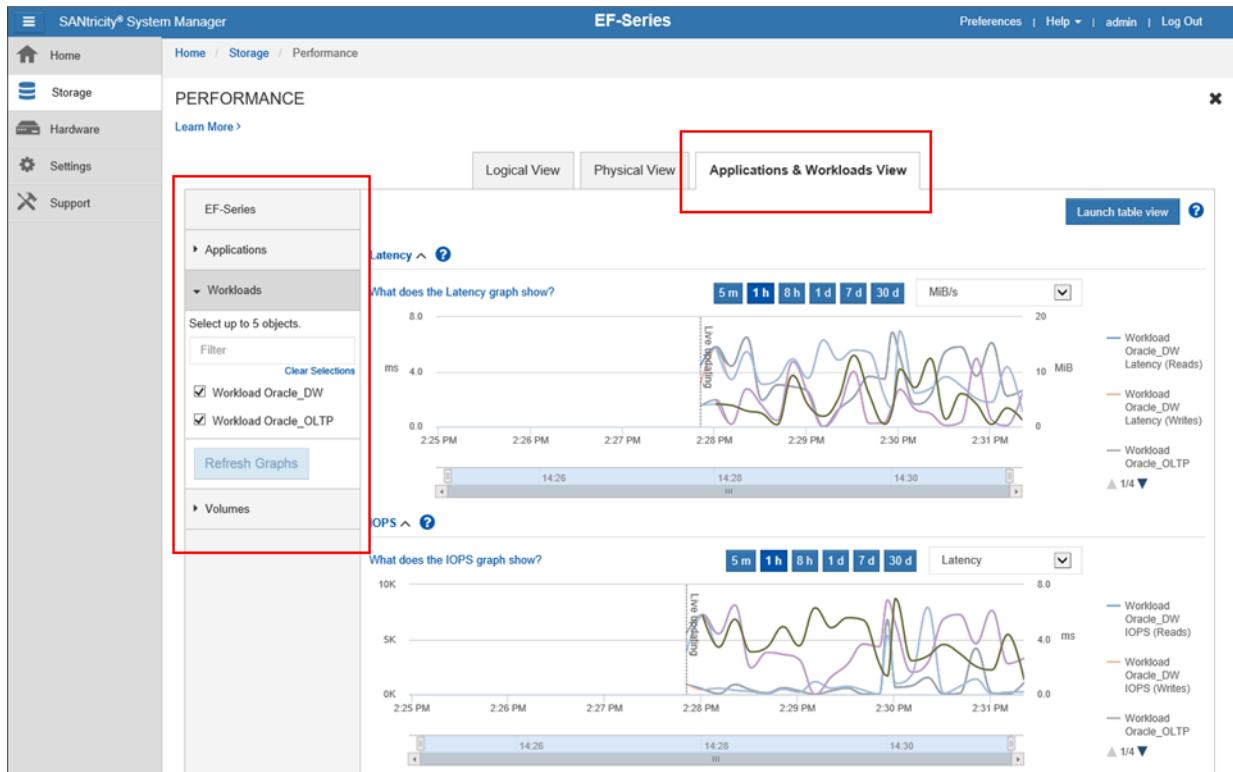 SANtricity® System Manager
EF-Series
Preferences | Help | admin | Log Out
Home
Storage
Hardware
Settings
Support
Home / Storage / Performance
PERFORMANCE
Learn More >
Logical View
Physical View
Applications & Workloads View
Launch table view
EF-Series
Applications
Workloads
Select up to 5 objects.
Filter
Clear Selections
Workload Oracle_DW
Workload Oracle_OLTP
Refresh Graphs
Volumes
Latency
What does the Latency graph show?
5 m 1 h 8 h 1 d 7 d 30 d
MiB/s
8.0
4.0
0.0
ms
Live updating
20
10
0
MiB
2:25 PM 2:26 PM 2:27 PM 2:28 PM 2:29 PM 2:30 PM 2:31 PM
14:26 14:28 14:30
Workload
Oracle_DW
Latency (Reads)
Workload
Oracle_DW
Latency (Writes)
Workload
Oracle_OLTP
1/4
IOPS
What does the IOPS graph show?
5 m 1 h 8 h 1 d 7 d 30 d
Latency
10K
5K
0K
Live updating
8.0
4.0
0.0
ms
2:25 PM 2:26 PM 2:27 PM 2:28 PM 2:29 PM 2:30 PM 2:31 PM
14:26 14:28 14:30
Workload
Oracle_DW
IOPS (Reads)
Workload
Oracle_DW
IOPS (Writes)
Workload
Oracle_OLTP
1/4